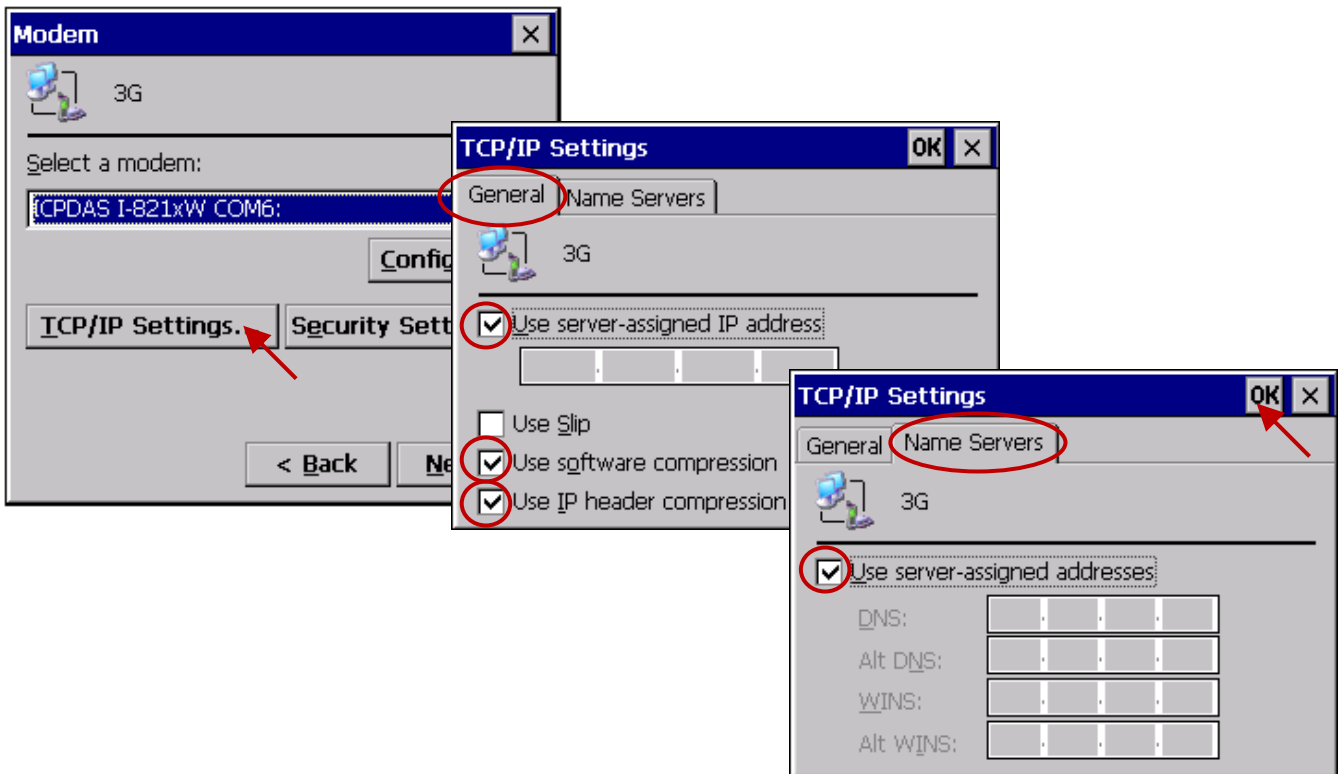 Modem
3G
Select a modem:
ICPDAS I-821xW COM6:
Config
TCP/IP Settings...
Security Sett
< Back
Ne
TCP/IP Settings
OK
General
Name Servers
3G
Use server-assigned IP address
Use Slip
Use software compression
Use IP header compression
TCP/IP Settings
OK
General
Name Servers
3G
Use server-assigned addresses
DNS:
Alt DNS:
WINS:
Alt WINS: